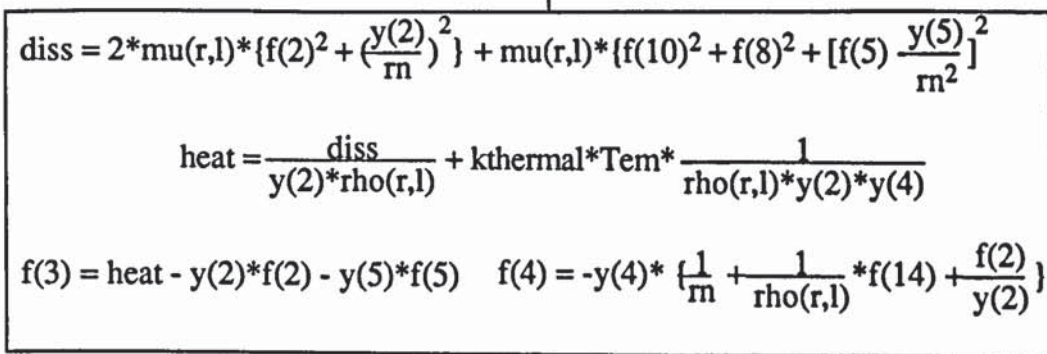 diss = 2*mu(r,l)*{f(2)² + (y(2)/rn)²} + mu(r,l)*{f(10)² + f(8)² + [f(5) y(5)/rn²]²
heat = diss/y(2)*rho(r,l) + kthermal*Tem* 1/rho(r,l)*y(2)*y(4)
f(3) = heat - y(2)*f(2) - y(5)*f(5) f(4) = -y(4)* {1/rn + 1/rho(r,l) *f(14) + f(2)/y(2)}